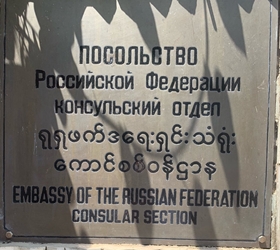 ПОСОЛЬСТВО
Российской Федерации
КОНСУЛЬСКИЙ ОТДЕЛ
ရုရှဖက်ဒရေးရှင်းသံရုံး
ကောင်စစ်ဝန်ဌာန
EMBASSY OF THE RUSSIAN FEDERATION
CONSULAR SECTION